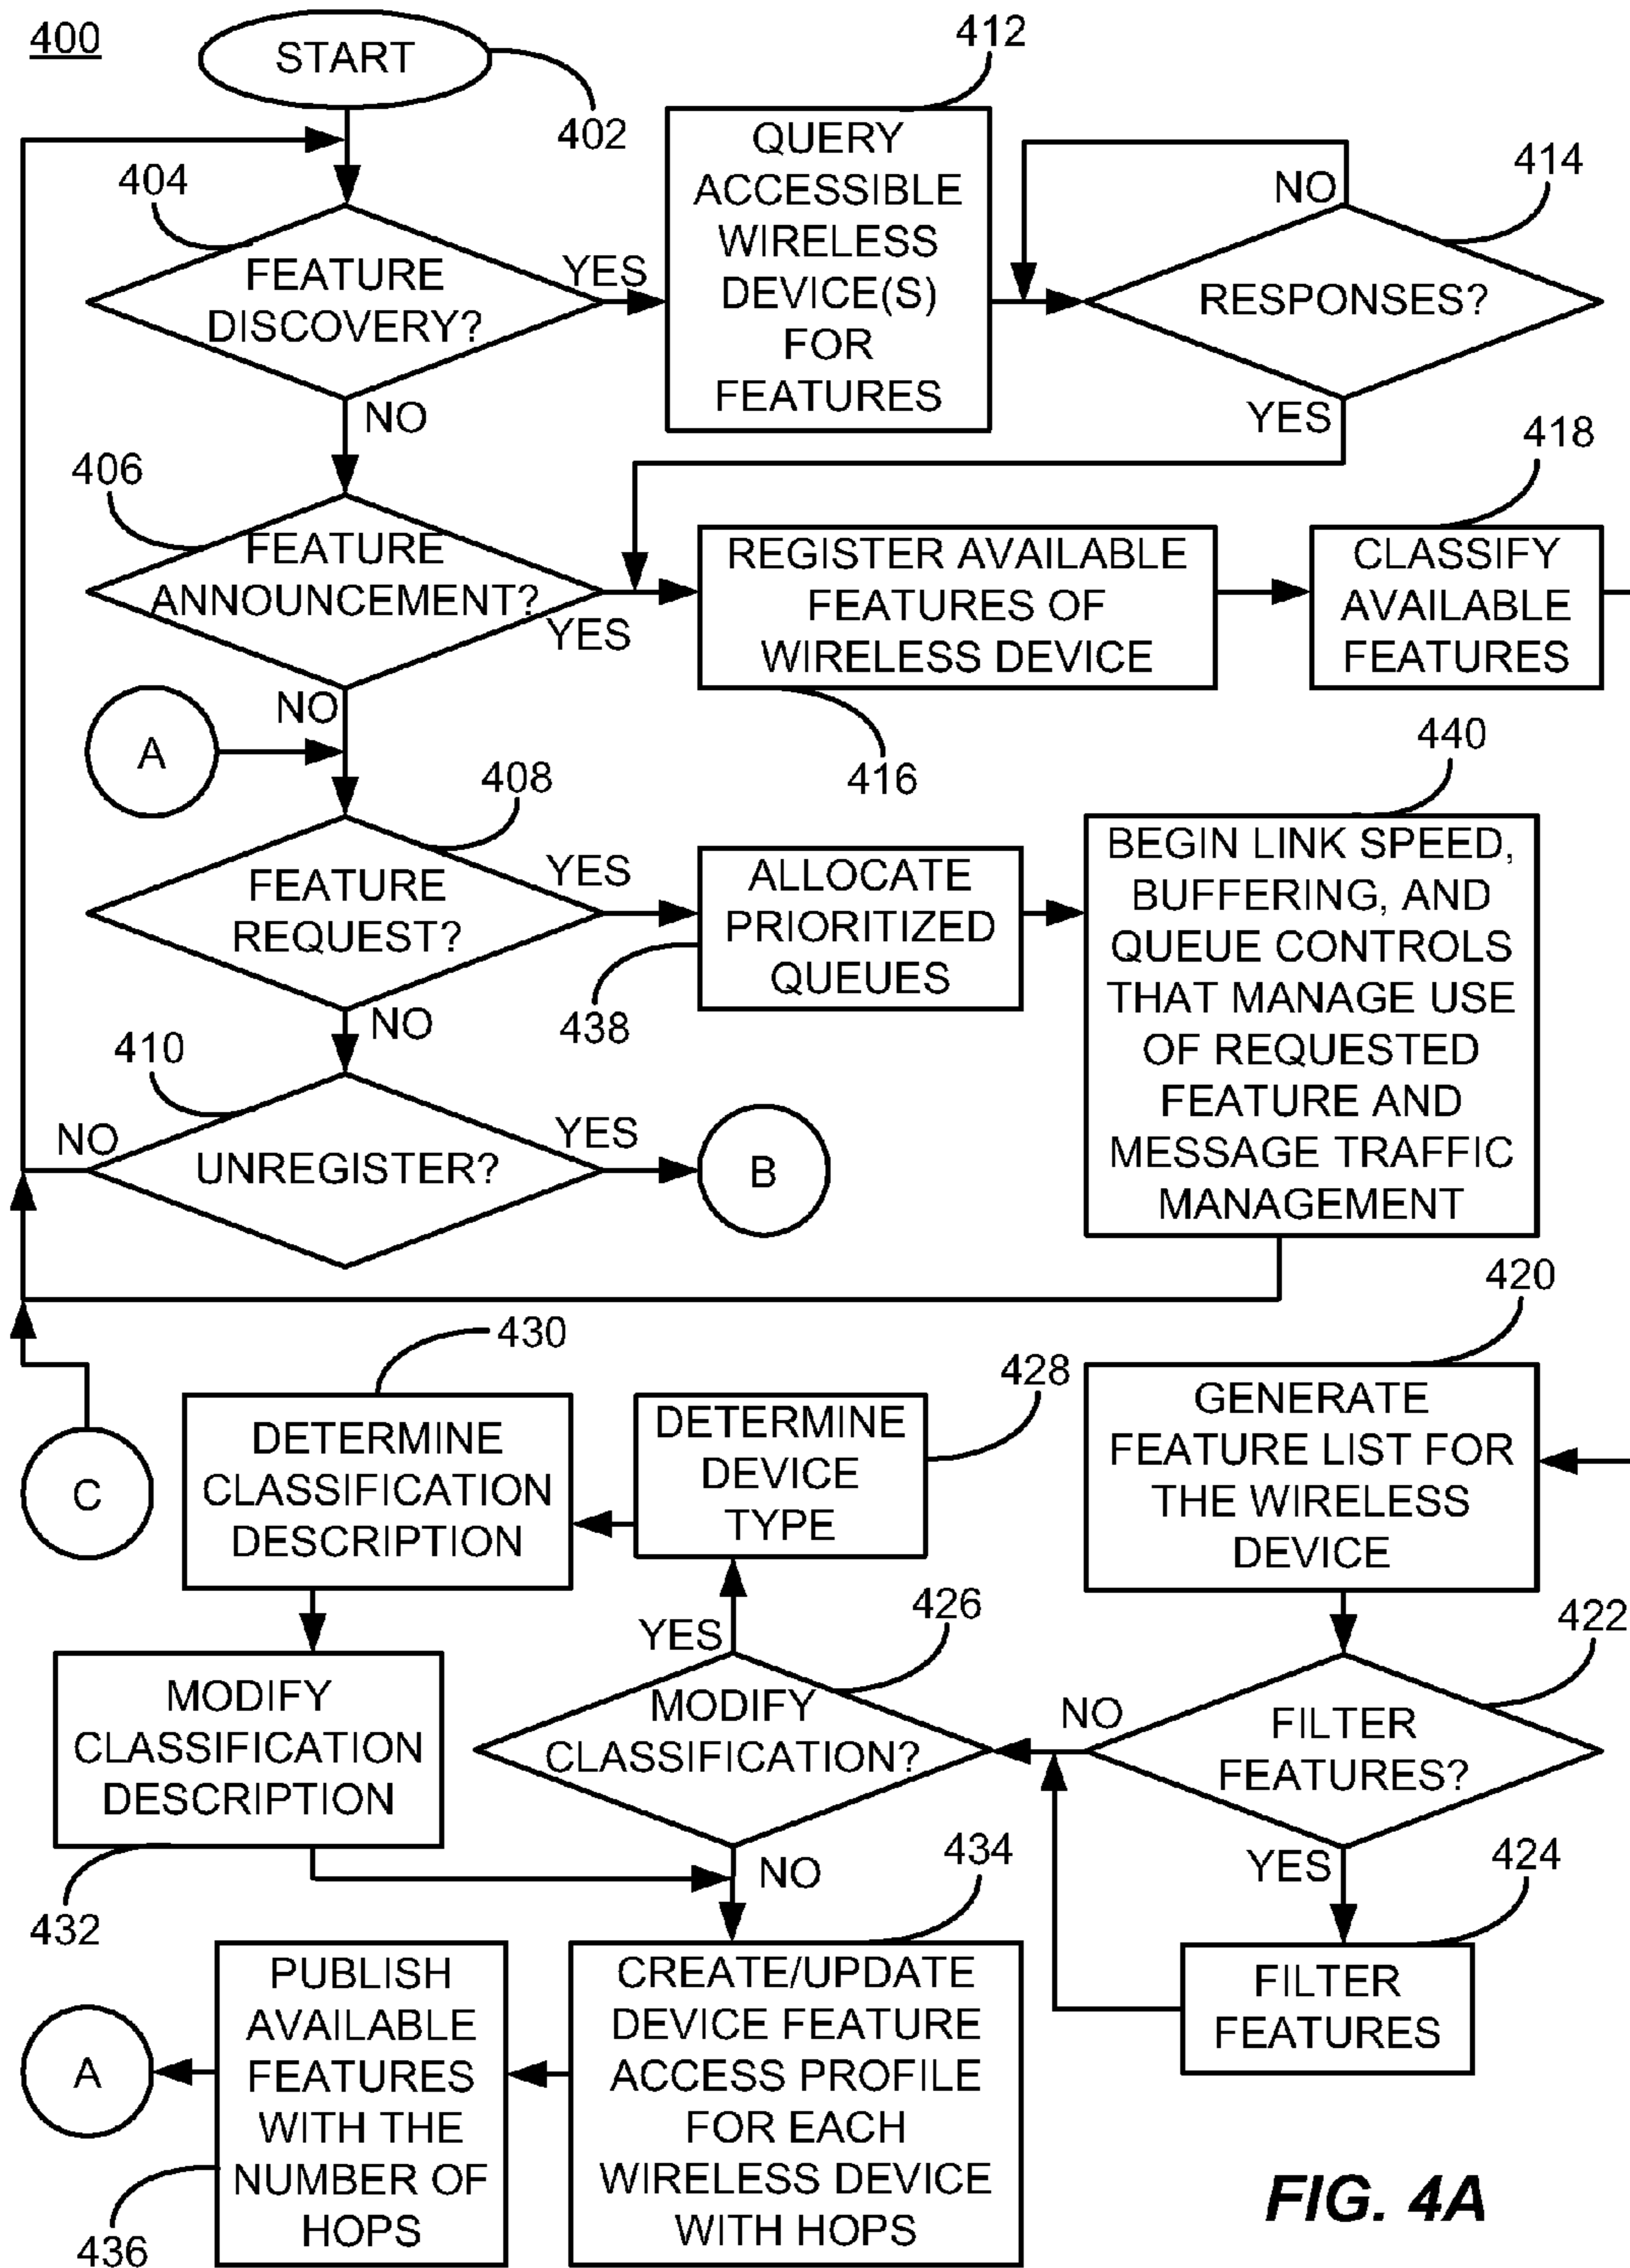 400
START
402
412
QUERY
ACCESSIBLE
WIRELESS
DEVICE(S)
FOR
FEATURES
NO
414
RESPONSES?
YES
404
FEATURE
DISCOVERY?
YES
NO
406
FEATURE
ANNOUNCEMENT?
YES
NO
REGISTER AVAILABLE
FEATURES OF
WIRELESS DEVICE
416
418
CLASSIFY
AVAILABLE
FEATURES
A
408
FEATURE
REQUEST?
YES
NO
ALLOCATE
PRIORITIZED
QUEUES
438
440
BEGIN LINK SPEED,
BUFFERING, AND
QUEUE CONTROLS
THAT MANAGE USE
OF REQUESTED
FEATURE AND
MESSAGE TRAFFIC
MANAGEMENT
410
NO
UNREGISTER?
YES
B
C
420
GENERATE
FEATURE LIST FOR
THE WIRELESS
DEVICE
422
FILTER
FEATURES?
NO
YES
424
FILTER
FEATURES
426
MODIFY
CLASSIFICATION?
YES
NO
428
DETERMINE
DEVICE
TYPE
430
DETERMINE
CLASSIFICATION
DESCRIPTION
MODIFY
CLASSIFICATION
DESCRIPTION
432
434
CREATE/UPDATE
DEVICE FEATURE
ACCESS PROFILE
FOR EACH
WIRELESS DEVICE
WITH HOPS
PUBLISH
AVAILABLE
FEATURES
WITH THE
NUMBER OF
HOPS
436
A
FIG. 4A